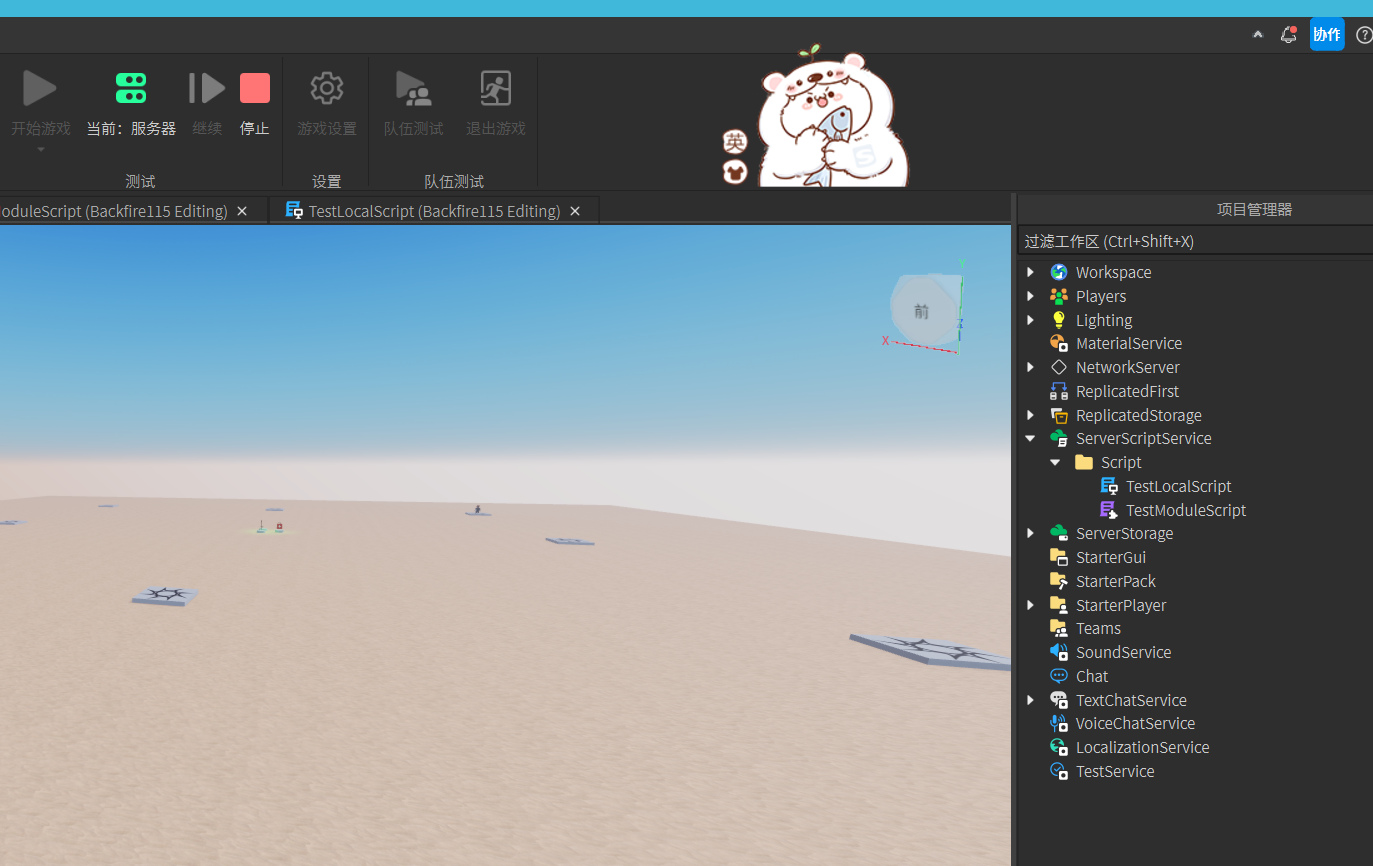 协作
开始游戏 当前：服务器 继续 停止 游戏设置 队伍测试 退出游戏
英
测试 设置 队伍测试
oduleScript (Backfire115 Editing) TestLocalScript (Backfire115 Editing)
项目管理器
过滤工作区 (Ctrl+Shift+X)
Y
前
Z
X
Workspace
Players
Lighting
MaterialService
NetworkServer
ReplicatedFirst
ReplicatedStorage
ServerScriptService
Script
TestLocalScript
TestModuleScript
ServerStorage
StarterGui
StarterPack
StarterPlayer
Teams
SoundService
Chat
TextChatService
VoiceChatService
LocalizationService
TestService